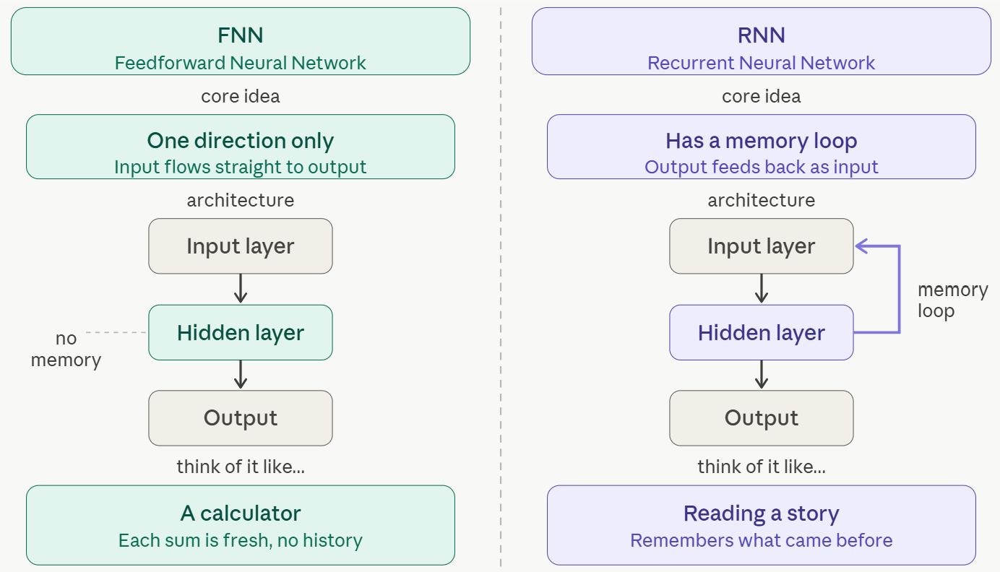 FNN
Feedforward Neural Network
core idea
One direction only
Input flows straight to output
architecture
Input layer
Hidden layer
no
memory
Output
think of it like...
A calculator
Each sum is fresh, no history
RNN
Recurrent Neural Network
core idea
Has a memory loop
Output feeds back as input
architecture
Input layer
memory
loop
Hidden layer
Output
think of it like...
Reading a story
Remembers what came before